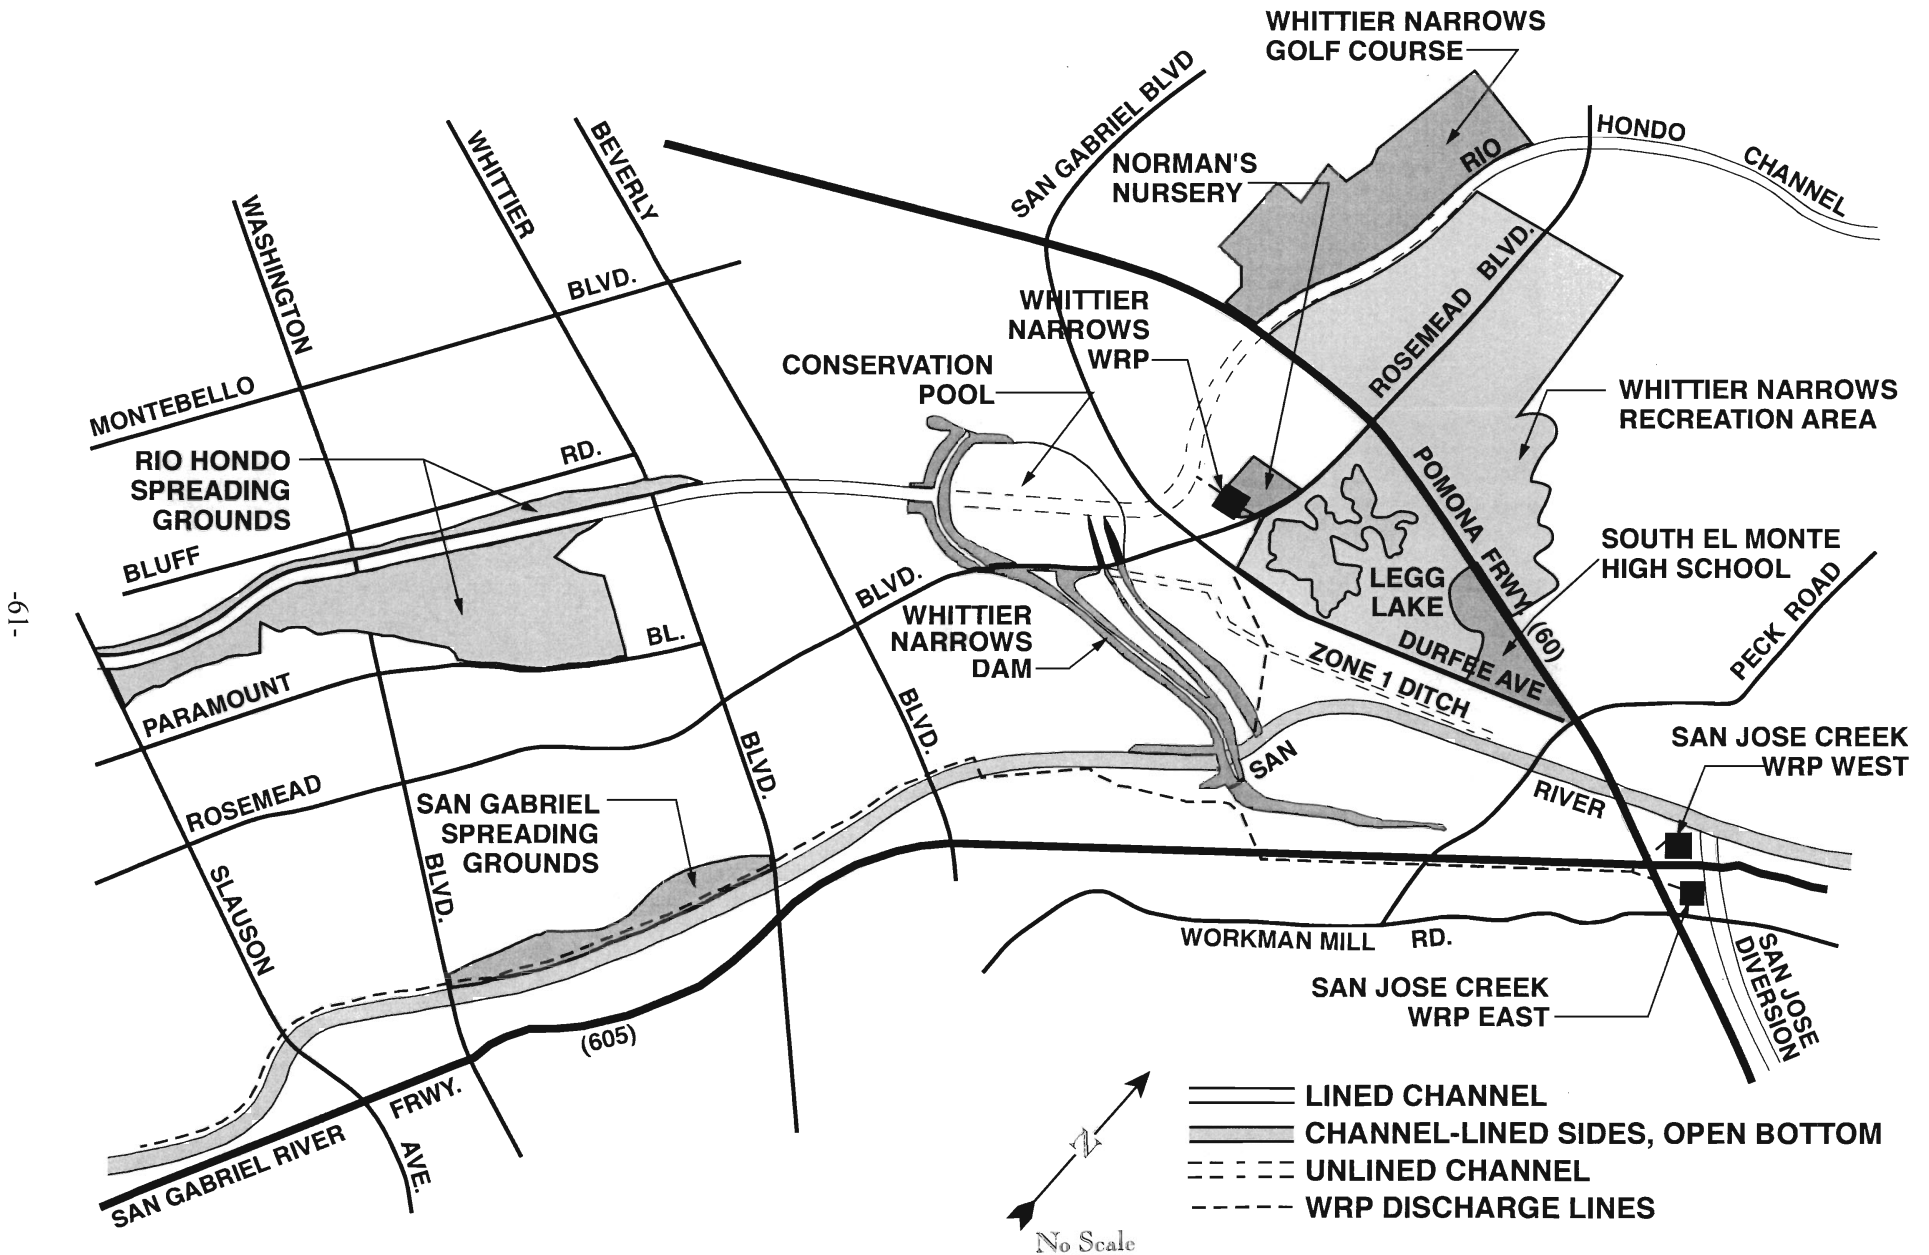 WHITTIER NARROWS
GOLF COURSE
SAN GABRIEL BLVD
HONDO
CHANNEL
RIO
NORMAN'S
NURSERY
WHITTIER
BEVERLY
WASHINGTON
BLVD.
MONTEBELLO
ROSEMEAD BLVD.
WHITTIER
NARROWS
WRP
CONSERVATION
POOL
WHITTIER NARROWS
RECREATION AREA
RIO HONDO
SPREADING
GROUNDS
RD.
BLUFF
POMONA FRWY. (60)
SOUTH EL MONTE
HIGH SCHOOL
LEGG
LAKE
PECK ROAD
-61-
BLVD.
WHITTIER
NARROWS
DAM
BL.
PARAMOUNT
DURFEE AVE
ZONE 1 DITCH
BLVD.
BLVD.
SAN
RIVER
SAN JOSE CREEK
WRP WEST
ROSEMEAD
SAN GABRIEL
SPREADING
GROUNDS
BLVD.
SLAUSON
WORKMAN MILL RD.
SAN JOSE CREEK
WRP EAST
SAN JOSE
DIVERSION
(605)
FRWY.
SAN GABRIEL RIVER
AVE.
N
No Scale
LINED CHANNEL
CHANNEL-LINED SIDES, OPEN BOTTOM
UNLINED CHANNEL
WRP DISCHARGE LINES